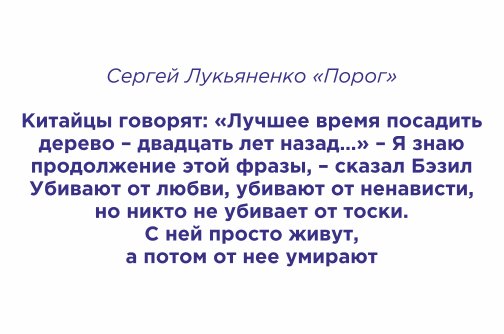 Сергей Лукьяненко «Порог»
Китайцы говорят: «Лучшее время посадить
дерево – двадцать лет назад...» – Я знаю
продолжение этой фразы, – сказал Бэзил
Убивают от любви, убивают от ненависти,
но никто не убивает от тоски.
С ней просто живут,
а потом от нее умирают